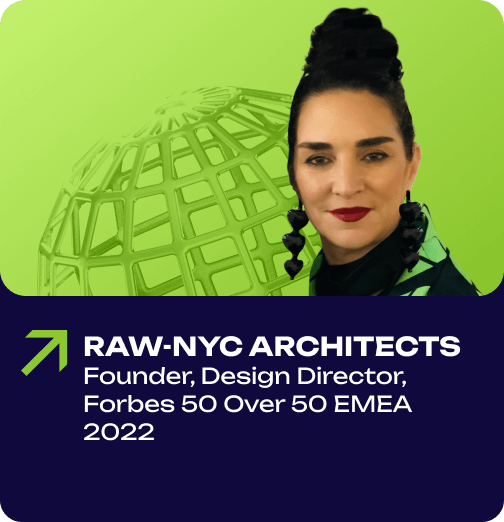 RAW-NYC ARCHITECTS
Founder, Design Director,
Forbes 50 Over 50 EMEA
2022